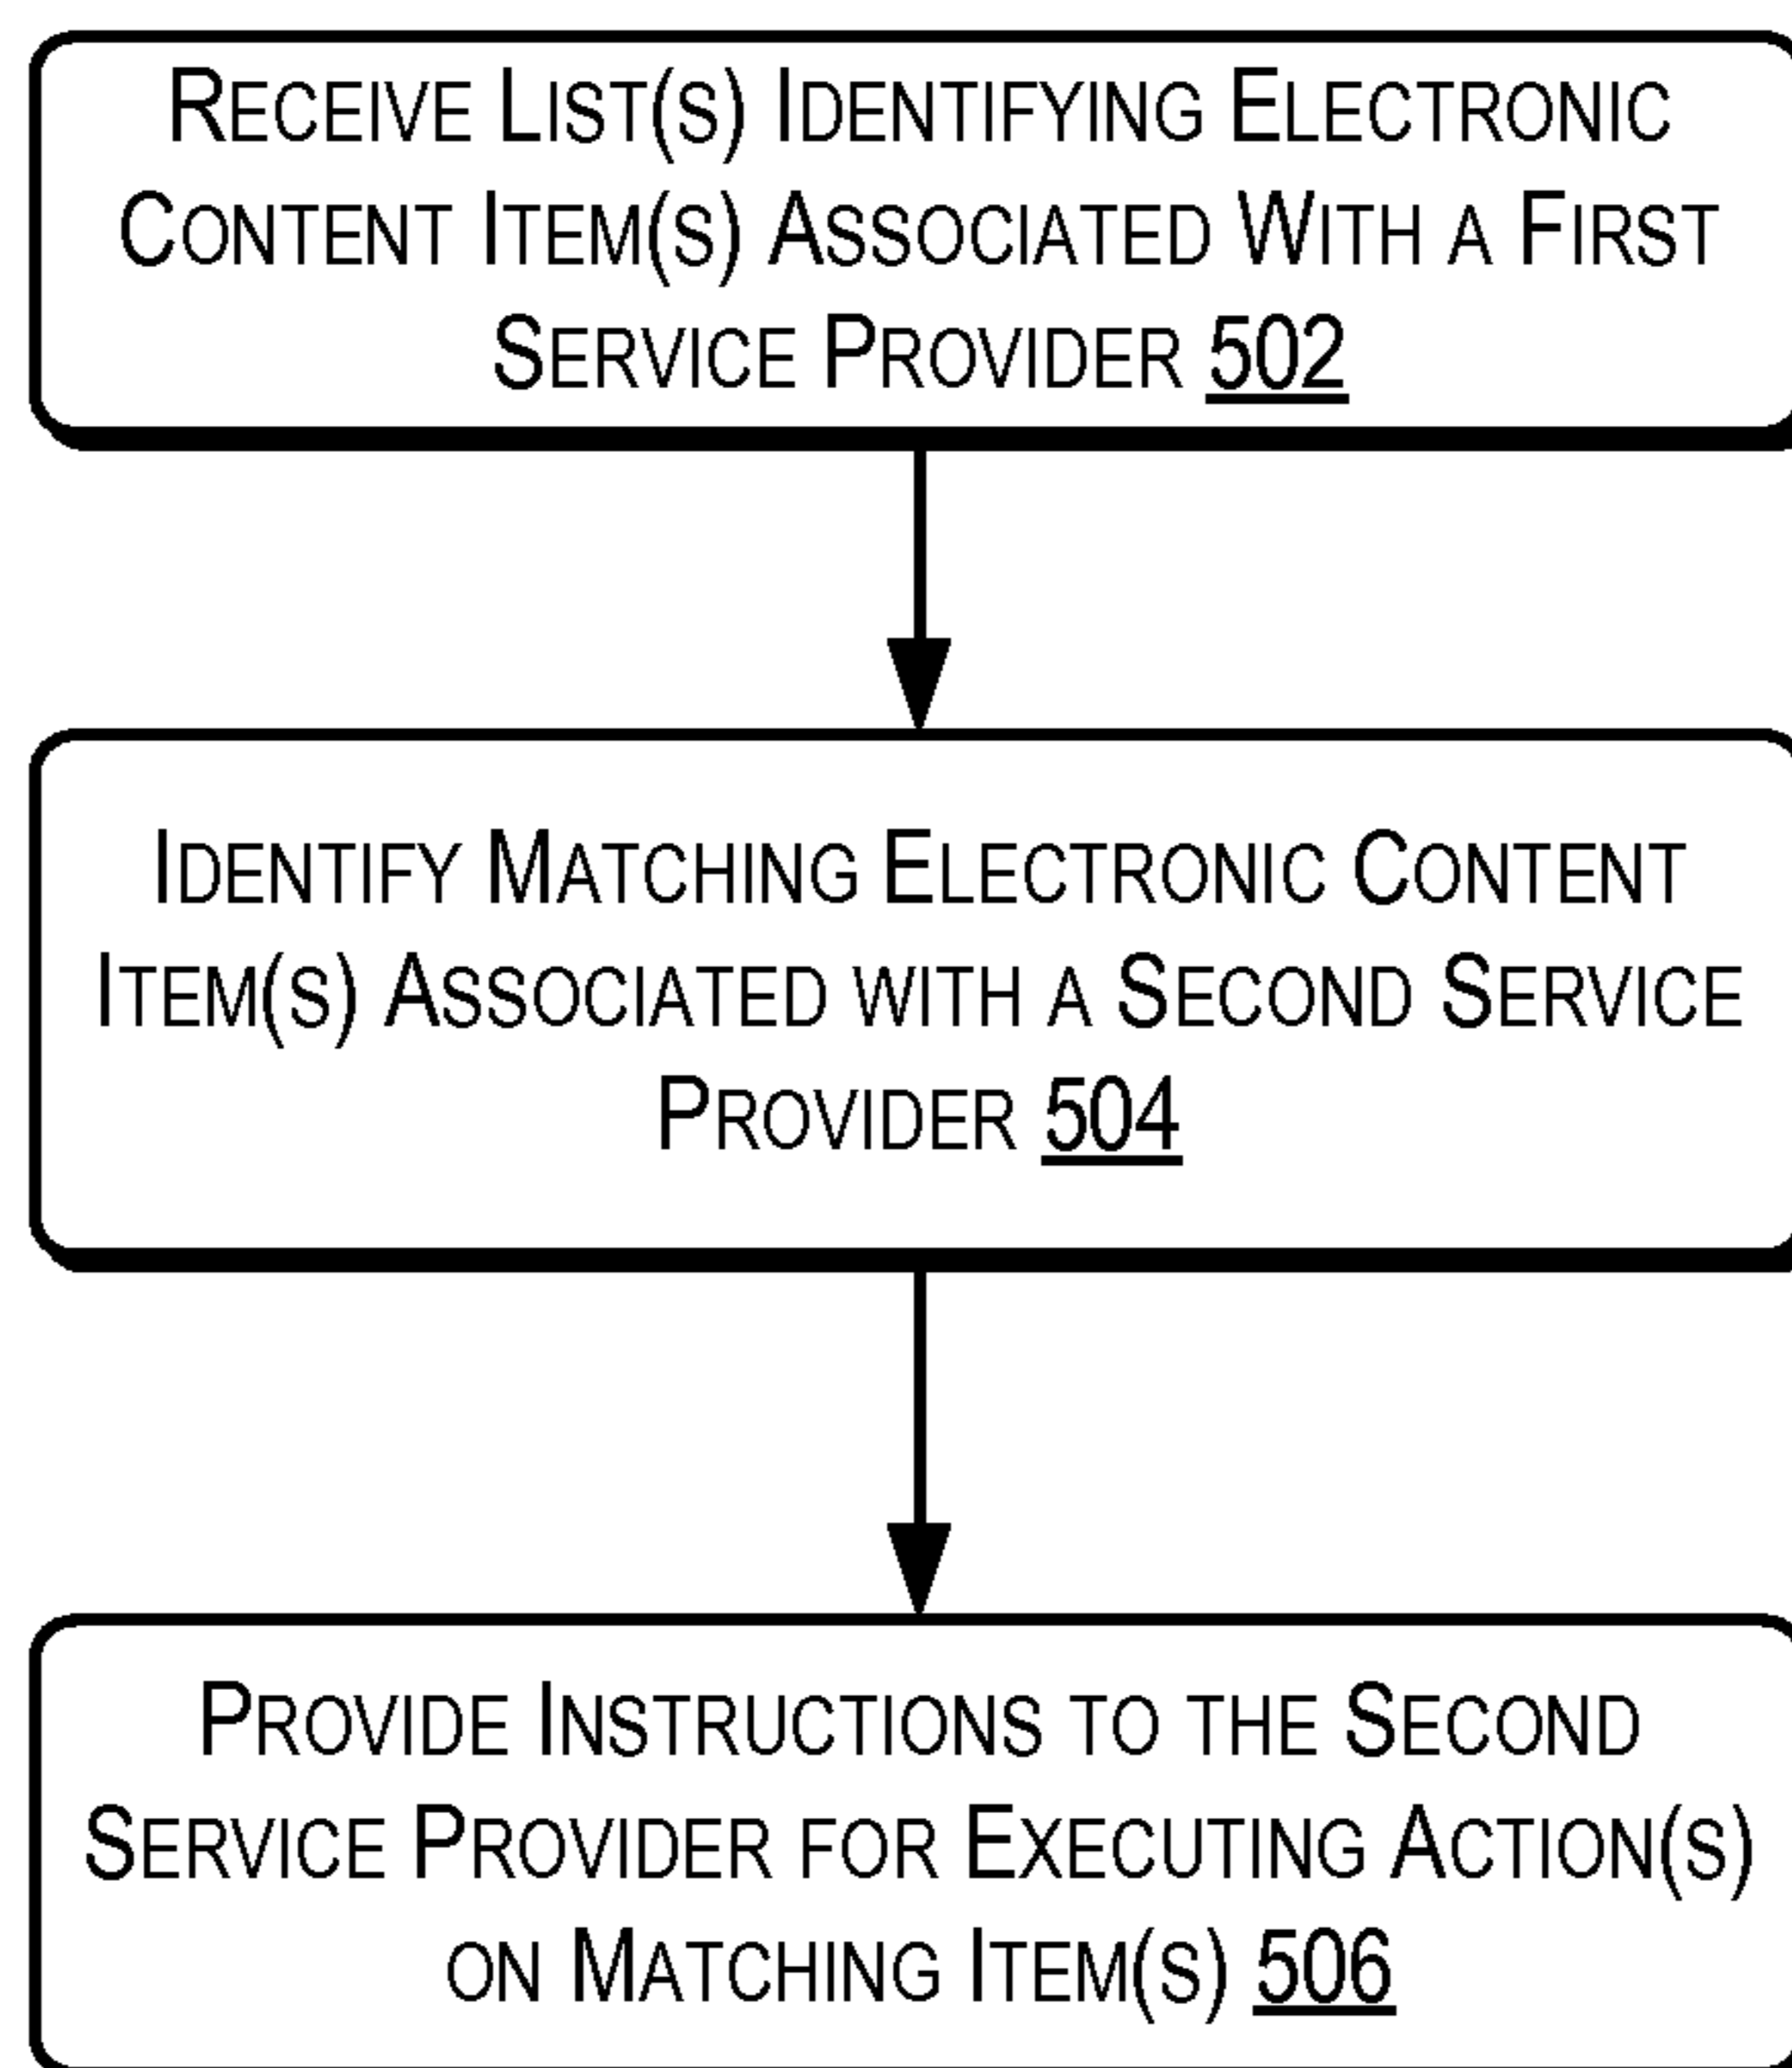 RECEIVE LIST(S) IDENTIFYING ELECTRONIC
CONTENT ITEM(S) ASSOCIATED WITH A FIRST
SERVICE PROVIDER 502
IDENTIFY MATCHING ELECTRONIC CONTENT
ITEM(S) ASSOCIATED WITH A SECOND SERVICE
PROVIDER 504
PROVIDE INSTRUCTIONS TO THE SECOND
SERVICE PROVIDER FOR EXECUTING ACTION(S)
ON MATCHING ITEM(S) 506